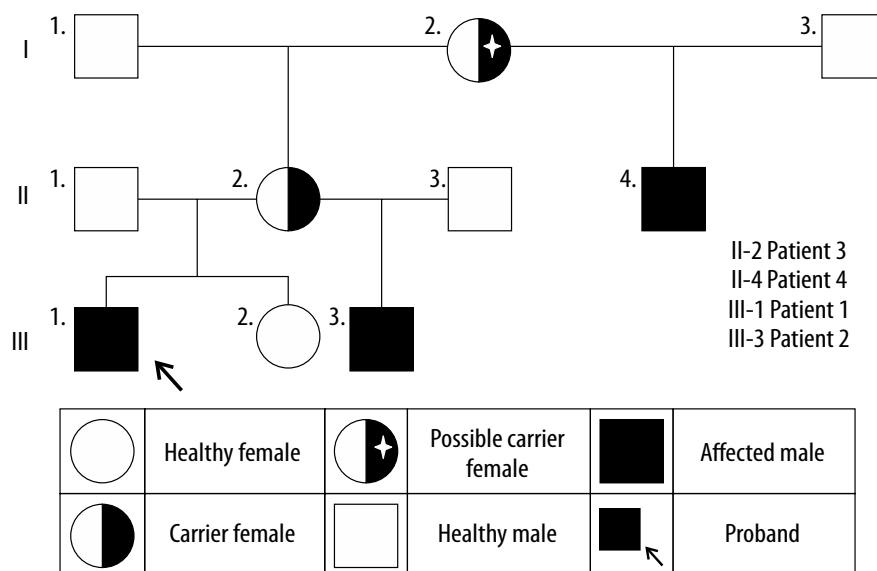 I
1.
2.
3.
II
1.
2.
3.
4.
II-2 Patient 3
II-4 Patient 4
III-1 Patient 1
III-3 Patient 2
III
1.
2.
3.
Healthy female
Possible carrier
female
Affected male
Carrier female
Healthy male
Proband